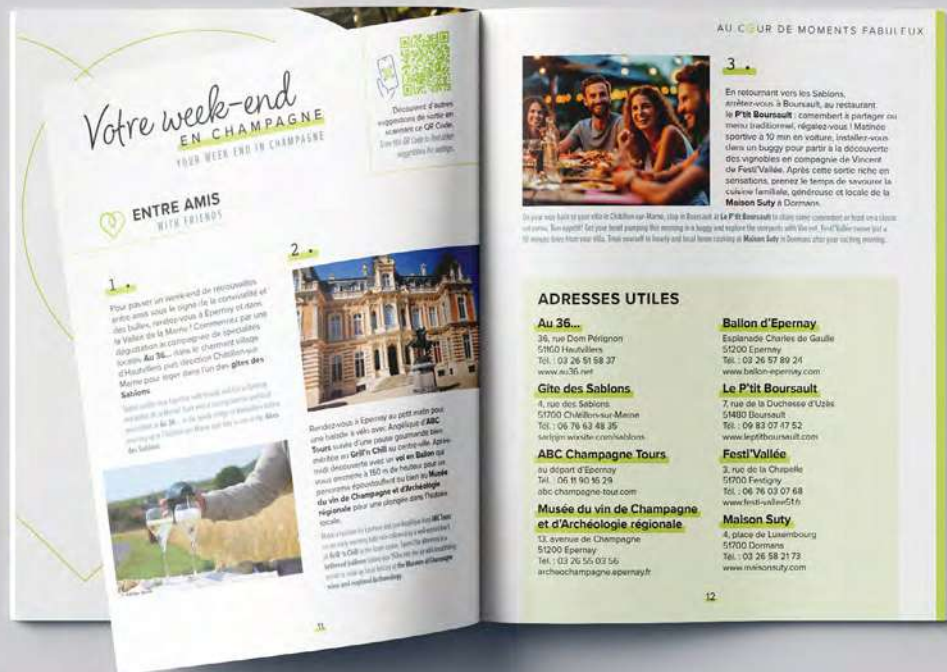 Votre week-end
EN CHAMPAGNE
YOUR WEEK END IN CHAMPAGNE
Découvrent d'autres
suggestions de sortie en
scannant ce QR Code.
ENTRE AMIS
WITH FRIENDS
1.
Pour passer un week-end de retrouvailles
entre amis sous le signe de la convivialité et
des bulles, rendez-vous à Epernay et dans
la Vallée de la Marne ! Commencez par une
dégustation accompagnée de spécialités
locales Au 36... dans le charmant village
d'Hautvillers puis direction Châtillon-sur-
Marne pour loger dans l'un des gîtes des
Sablons.
2.
Rendez-vous à Epernay au petit matin pour
une balade à vélo avec Angélique d'ABC
Tours suivie d'une pause gourmande bien
méritée au Grill'n Chill au centre-ville. Après-
midi découverte avec un vol en Ballon qui
vous emmène à 150 m de hauteur pour un
panorama époustouflant ou bien au Musée
du vin de Champagne et d'Archéologie
régionale pour une plongée dans l'histoire
locale.
11
AU CŒUR DE MOMENTS FABULEUX
3.
En retournant vers les Sablons,
arrêtez-vous à Boursault, au restaurant
le P'tit Boursault : camembert à partager ou
menu traditionnel, régalez-vous ! Matinée
sportive à 10 min en voiture, installez-vous
dans un buggy pour partir à la découverte
des vignobles en compagnie de Vincent
de Festi'Vallée. Après cette sortie riche en
sensations, prenez le temps de savourer la
cuisine familiale, généreuse et locale de la
Maison Suty à Dormans.
ADRESSES UTILES
Au 36...
36, rue Dom Pérignon
51160 Hautvillers
Tél. : 03 26 51 58 37
www.au36.net
Gîte des Sablons
4, rue des Sablons
51700 Châtillon-sur-Marne
Tél. : 06 76 63 48 35
ABC Champagne Tours
au départ d'Epernay
Tél. : 06 11 90 16 29
abc-champagne-tour.com
Musée du vin de Champagne
et d'Archéologie régionale
13, avenue de Champagne
51200 Epernay
Tél. : 03 26 55 03 56
archeochampagne.epernay.fr
Ballon d'Epernay
Esplanade Charles de Gaulle
51200 Epernay
Tél. : 03 26 57 89 24
www.ballon-epernay.com
Le P'tit Boursault
7, rue de la Duchesse d'Uzès
51480 Boursault
Tél. : 09 83 07 47 52
www.leptitboursault.com
Festi'Vallée
3, rue de la Chapelle
51700 Festigny
Tél. : 06 76 03 07 68
www.festi-vallee51.fr
Maison Suty
4, place de Luxembourg
51700 Dormans
Tél. : 03 26 58 21 73
www.maisonsuty.com
12